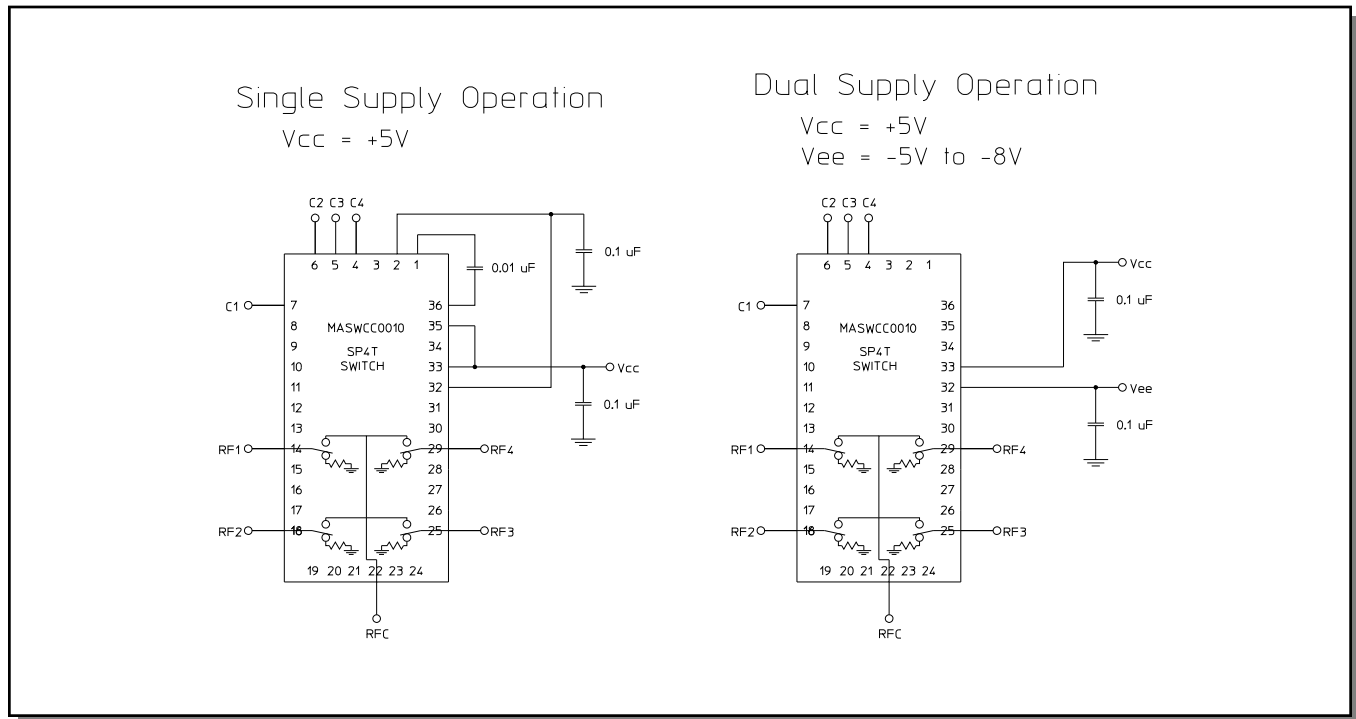 Single Supply Operation
Vcc = +5V
C2 C3 C4
6 5 4 3 2 1
0.1 uF
0.01 uF
C1
7
8
9
10
11
12
13
14
15
16
17
18
36
35
34
33
32
31
30
29
28
27
26
25
MASWCC0010
SP4T
SWITCH
Vcc
0.1 uF
RF1
RF4
RF2
RF3
19 20 21 22 23 24
RFC
Dual Supply Operation
Vcc = +5V
Vee = -5V to -8V
C2 C3 C4
6 5 4 3 2 1
Vcc
0.1 uF
C1
7
8
9
10
11
12
13
14
15
16
17
18
36
35
34
33
32
31
30
29
28
27
26
25
MASWCC0010
SP4T
SWITCH
Vee
0.1 uF
RF1
RF4
RF2
RF3
19 20 21 22 23 24
RFC